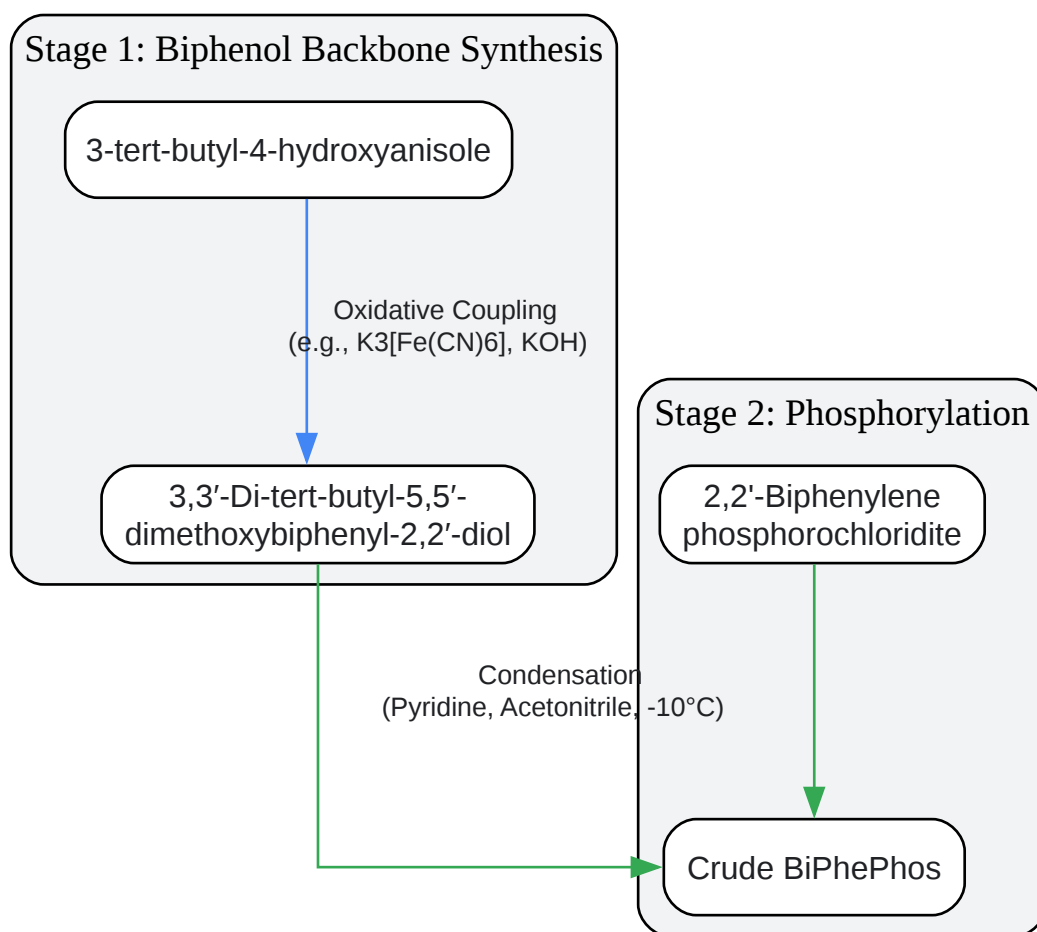 Stage 1: Biphenol Backbone Synthesis
3-tert-butyl-4-hydroxyanisole
Oxidative Coupling
(e.g., K3[Fe(CN)6], KOH)
3,3′-Di-tert-butyl-5,5′-
dimethoxybiphenyl-2,2′-diol
Stage 2: Phosphorylation
2,2'-Biphenylene
phosphorochloridite
Condensation
(Pyridine, Acetonitrile, -10°C)
Crude BiPhePhos